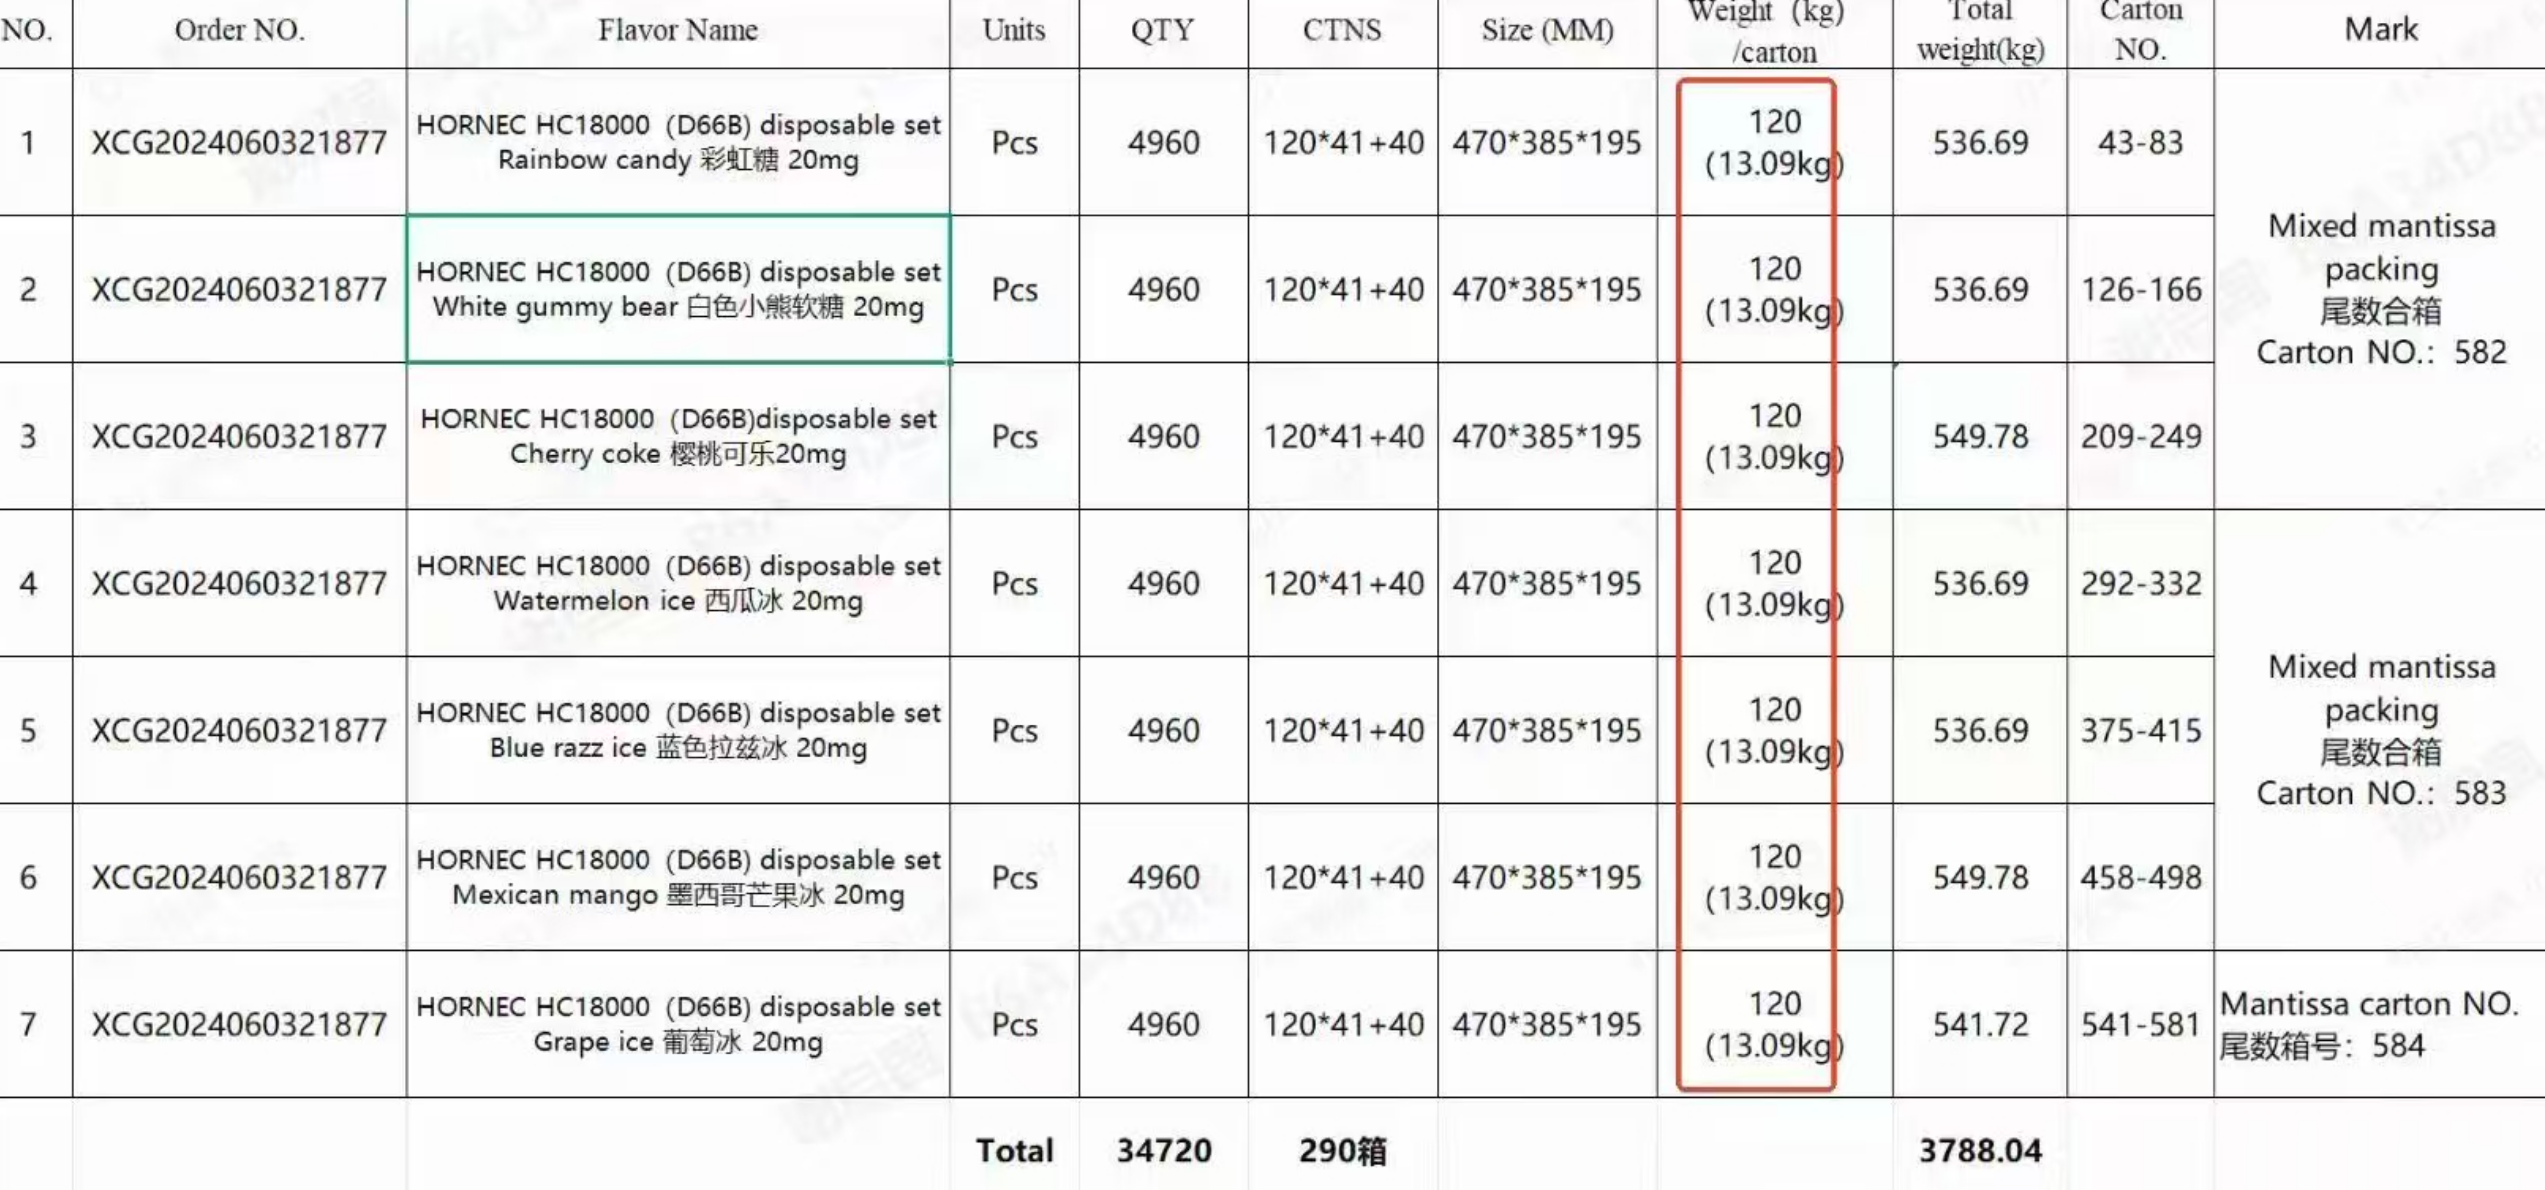 NO. Order NO. Flavor Name Units QTY CTNS Size (MM) Weight (kg) /carton Total weight(kg) Carton NO. Mark
1 XCG2024060321877 HORNEC HC18000 (D66B) disposable set Rainbow candy 彩虹糖 20mg Pcs 4960 120*41+40 470*385*195 120 (13.09kg) 536.69 43-83
2 XCG2024060321877 HORNEC HC18000 (D66B) disposable set White gummy bear 白色小熊软糖 20mg Pcs 4960 120*41+40 470*385*195 120 (13.09kg) 536.69 126-166
Mixed mantissa
packing
尾数合箱
Carton NO.: 582
3 XCG2024060321877 HORNEC HC18000 (D66B)disposable set Cherry coke 樱桃可乐20mg Pcs 4960 120*41+40 470*385*195 120 (13.09kg) 549.78 209-249
4 XCG2024060321877 HORNEC HC18000 (D66B) disposable set Watermelon ice 西瓜冰 20mg Pcs 4960 120*41+40 470*385*195 120 (13.09kg) 536.69 292-332
5 XCG2024060321877 HORNEC HC18000 (D66B) disposable set Blue razz ice 蓝色拉兹冰 20mg Pcs 4960 120*41+40 470*385*195 120 (13.09kg) 536.69 375-415
Mixed mantissa
packing
尾数合箱
Carton NO.: 583
6 XCG2024060321877 HORNEC HC18000 (D66B) disposable set Mexican mango 墨西哥芒果冰 20mg Pcs 4960 120*41+40 470*385*195 120 (13.09kg) 549.78 458-498
7 XCG2024060321877 HORNEC HC18000 (D66B) disposable set Grape ice 葡萄冰 20mg Pcs 4960 120*41+40 470*385*195 120 (13.09kg) 541.72 541-581
Mantissa carton NO.
尾数箱号: 584
Total 34720 290箱 3788.04